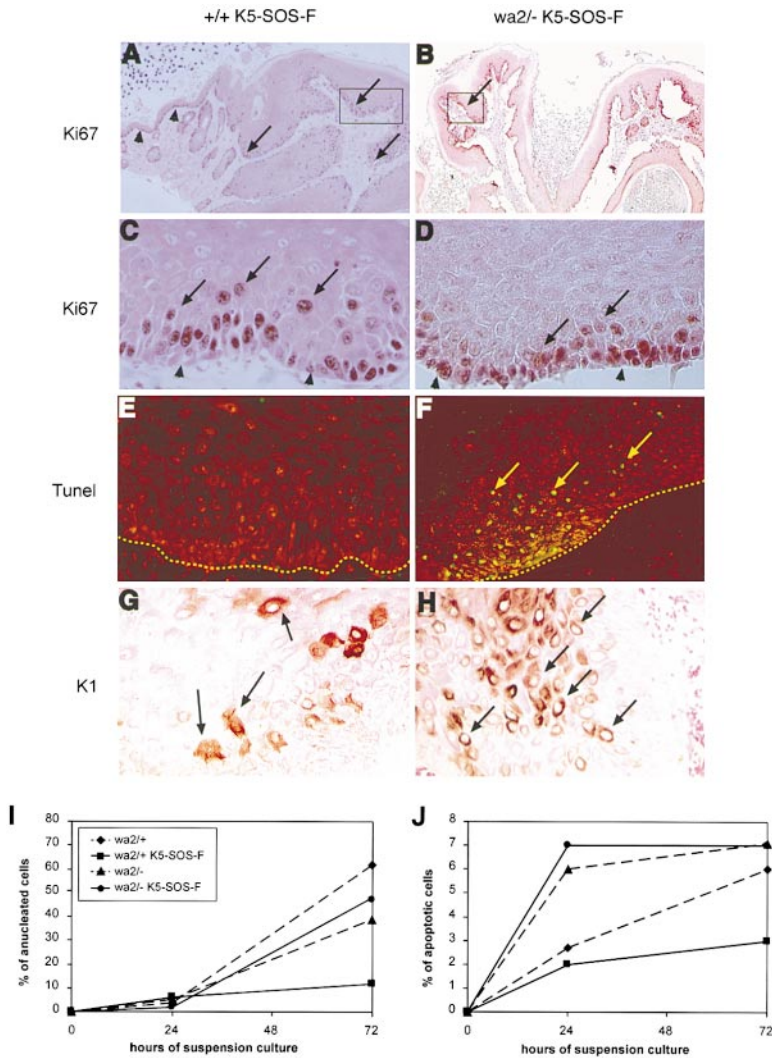 +/+ K5-SOS-F
wa2/- K5-SOS-F
A
B
Ki67
C
D
Ki67
E
F
Tunel
G
H
K1
I
J
80
70
60
50
40
30
20
10
0
% of anucleated cells
wa2/+
wa2/+ K5-SOS-F
wa2/-
wa2/- K5-SOS-F
0
24
48
72
hours of suspension culture
8
7
6
5
4
3
2
1
0
% of apoptotic cells
0
24
48
72
hours of suspension culture